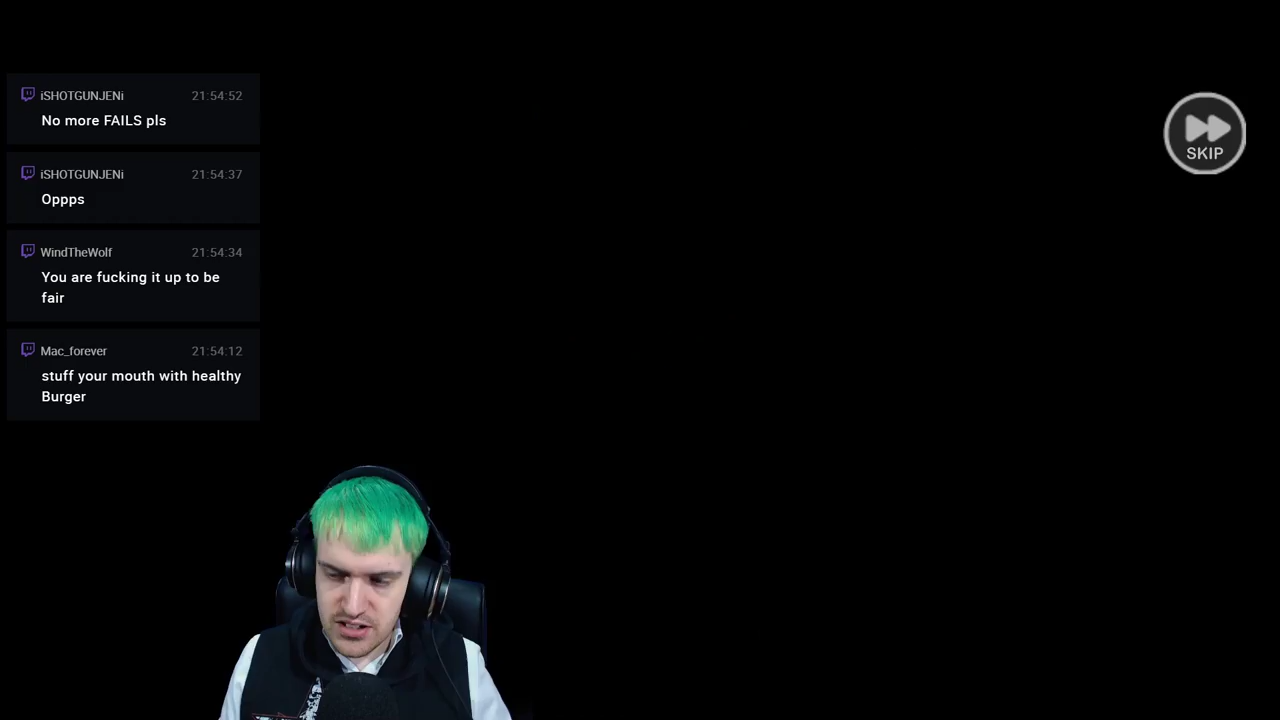 iSHOTGUNJENi 21:54:52
No more FAILS pls
iSHOTGUNJENi 21:54:37
Oppps
WindTheWolf 21:54:34
You are fucking it up to be
fair
Mac_forever 21:54:12
stuff your mouth with healthy
Burger
SKIP